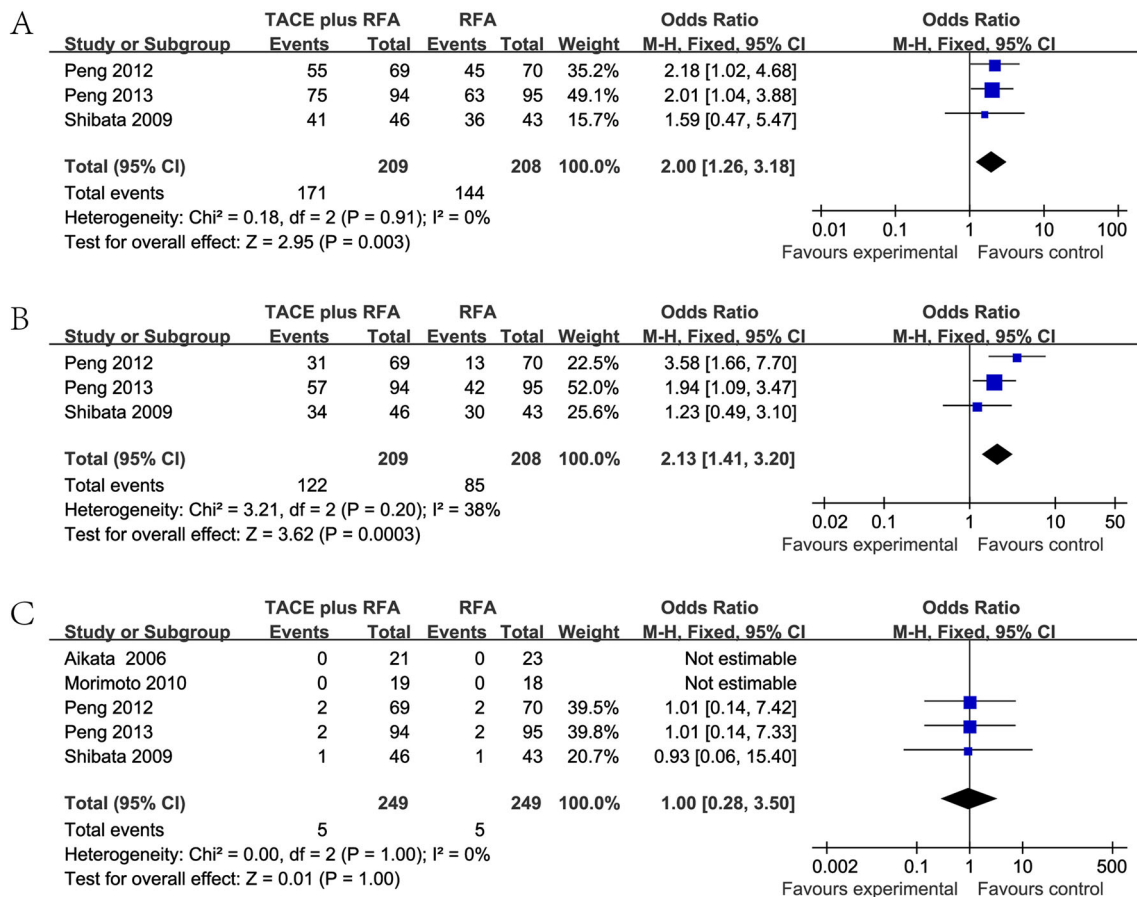 A
TACE plus RFA RFA Odds Ratio Odds Ratio
Study or Subgroup Events Total Events Total Weight M-H, Fixed, 95% CI M-H, Fixed, 95% CI
Peng 2012 55 69 45 70 35.2% 2.18 [1.02, 4.68]
Peng 2013 75 94 63 95 49.1% 2.01 [1.04, 3.88]
Shibata 2009 41 46 36 43 15.7% 1.59 [0.47, 5.47]
Total (95% CI) 209 208 100.0% 2.00 [1.26, 3.18]
Total events 171 144
Heterogeneity: Chi² = 0.18, df = 2 (P = 0.91); I² = 0%
Test for overall effect: Z = 2.95 (P = 0.003)
0.01 0.1 1 10 100
Favours experimental Favours control
B
TACE plus RFA RFA Odds Ratio Odds Ratio
Study or Subgroup Events Total Events Total Weight M-H, Fixed, 95% CI M-H, Fixed, 95% CI
Peng 2012 31 69 13 70 22.5% 3.58 [1.66, 7.70]
Peng 2013 57 94 42 95 52.0% 1.94 [1.09, 3.47]
Shibata 2009 34 46 30 43 25.6% 1.23 [0.49, 3.10]
Total (95% CI) 209 208 100.0% 2.13 [1.41, 3.20]
Total events 122 85
Heterogeneity: Chi² = 3.21, df = 2 (P = 0.20); I² = 38%
Test for overall effect: Z = 3.62 (P = 0.0003)
0.02 0.1 1 10 50
Favours experimental Favours control
C
TACE plus RFA RFA Odds Ratio Odds Ratio
Study or Subgroup Events Total Events Total Weight M-H, Fixed, 95% CI M-H, Fixed, 95% CI
Aikata 2006 0 21 0 23 Not estimable
Morimoto 2010 0 19 0 18 Not estimable
Peng 2012 2 69 2 70 39.5% 1.01 [0.14, 7.42]
Peng 2013 2 94 2 95 39.8% 1.01 [0.14, 7.33]
Shibata 2009 1 46 1 43 20.7% 0.93 [0.06, 15.40]
Total (95% CI) 249 249 100.0% 1.00 [0.28, 3.50]
Total events 5 5
Heterogeneity: Chi² = 0.00, df = 2 (P = 1.00); I² = 0%
Test for overall effect: Z = 0.01 (P = 1.00)
0.002 0.1 1 10 500
Favours experimental Favours control